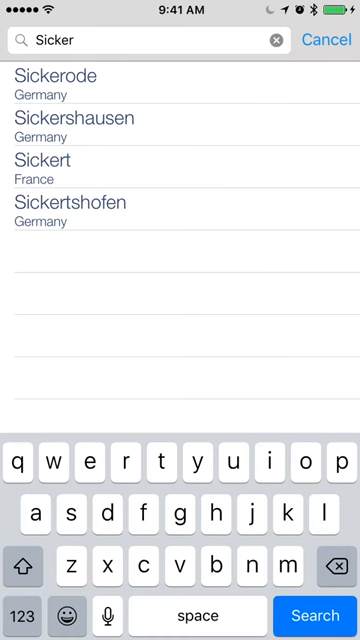 9:41 AM
Sicker Cancel
Sickerode
Germany
Sickershausen
Germany
Sickert
France
Sickertshofen
Germany
q w e r t y u i o p
a s d f g h j k l
z x c v b n m
123 space Search